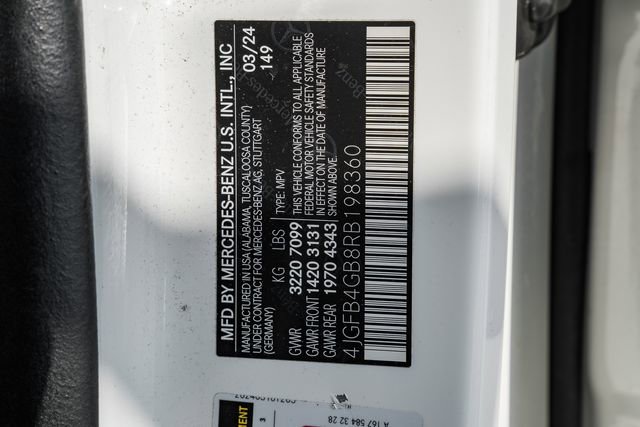 MFD BY MERCEDES-BENZ U.S. INTL., INC
03/24
MANUFACTURED IN USA (ALABAMA, TUSCALOOSA COUNTY)
149
UNDER CONTRACT FOR MERCEDES-BENZ AG, STUTTGART
(GERMANY)
KG LBS TYPE: MPV
GVWR 3220 7099 THIS VEHICLE CONFORMS TO ALL APPLICABLE
GAWR FRONT 1420 3131 FEDERAL MOTOR VEHICLE SAFETY STANDARDS
IN EFFECT ON THE DATE OF MANUFACTURE
GAWR REAR 1970 4343 SHOWN ABOVE.
4JGFB4GB8RB198360
A 167 584 32 28
3